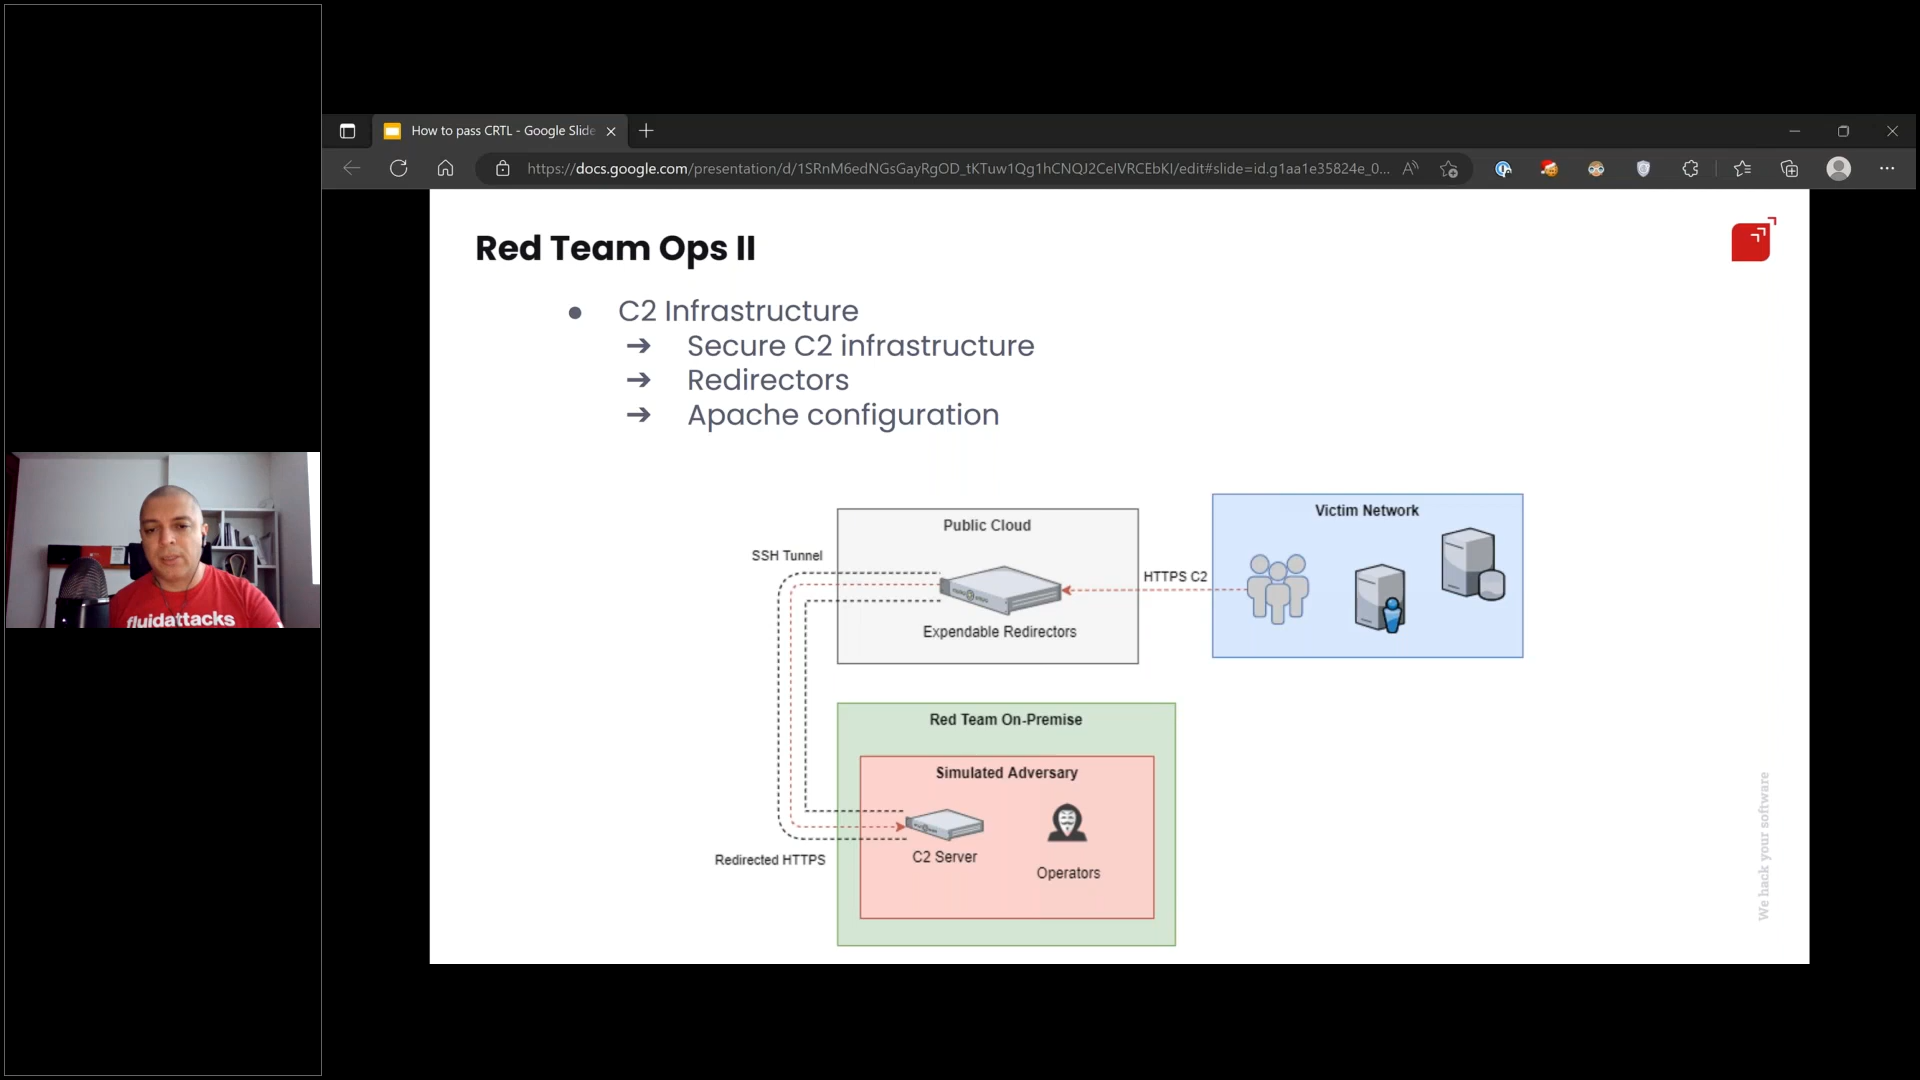 How to pass CRTL - Google Slide
https://docs.google.com/presentation/d/1SRnM6edNGsGayRgOD_tKTuw1Qg1hCNQJ2CeIVRCEbKI/edit#slide=id.g1aa1e35824e_0...
Red Team Ops II
● C2 Infrastructure
➔ Secure C2 infrastructure
➔ Redirectors
➔ Apache configuration
Public Cloud
Victim Network
SSH Tunnel
HTTPS C2
Expendable Redirectors
Red Team On-Premise
Simulated Adversary
C2 Server
Redirected HTTPS
Operators
We hack your software
fluidattacks